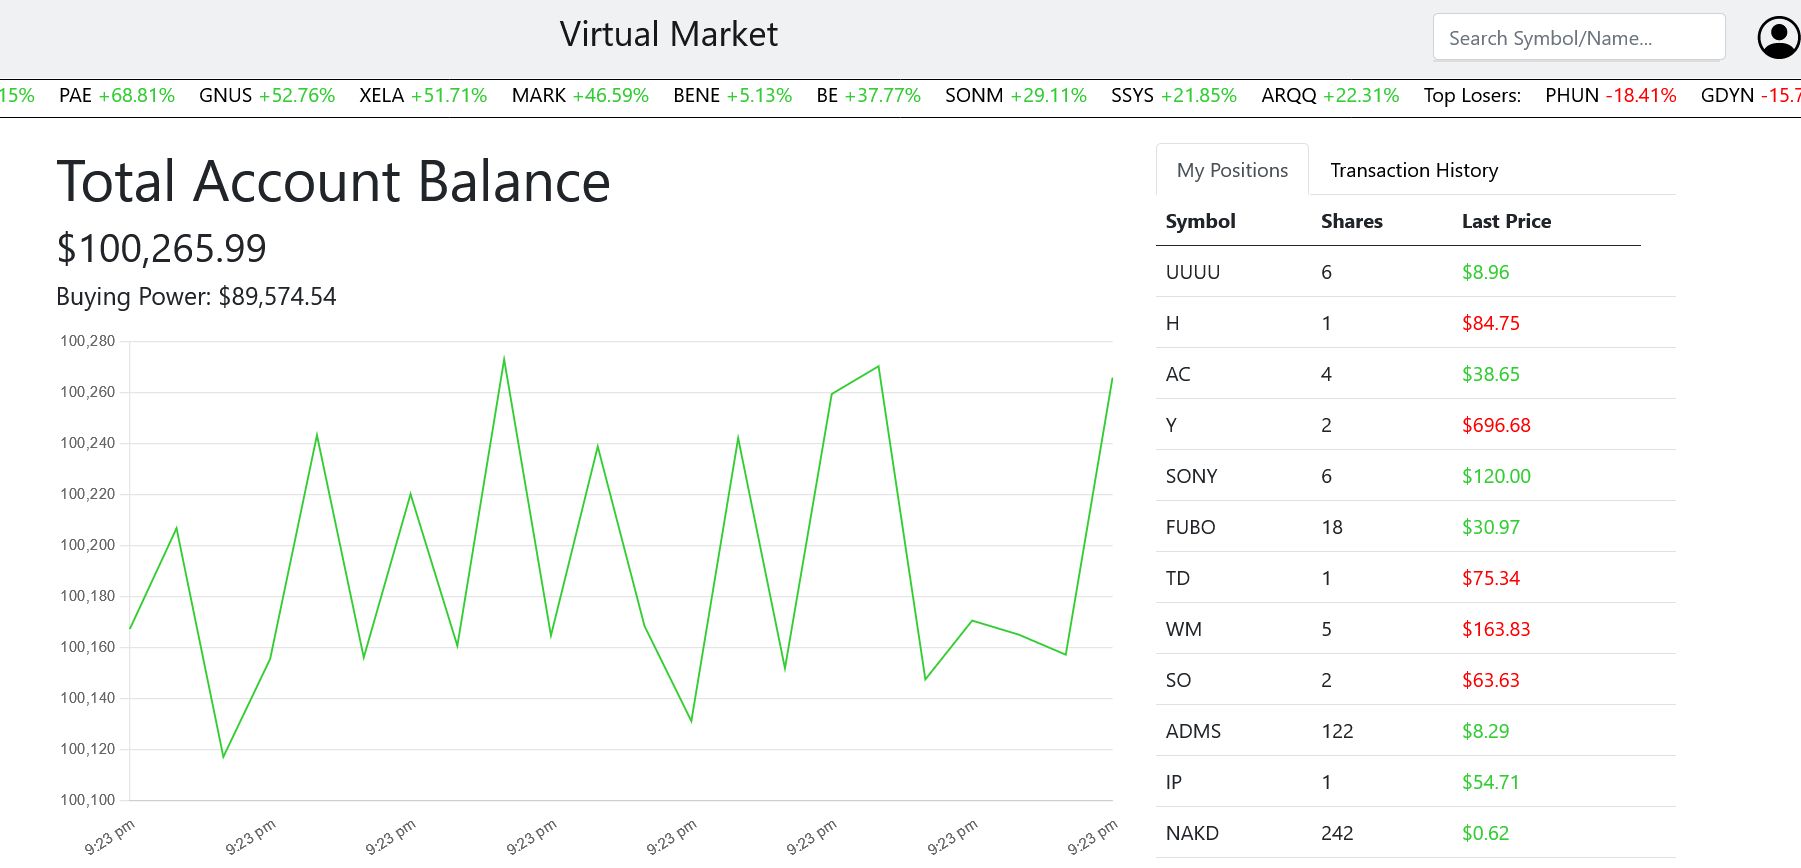 Virtual Market
Search Symbol/Name...
15% PAE +68.81% GNUS +52.76% XELA +51.71% MARK +46.59% BENE +5.13% BE +37.77% SONM +29.11% SSYS +21.85% ARQQ +22.31% Top Losers: PHUN -18.41% GDYN -15.7
Total Account Balance
$100,265.99
Buying Power: $89,574.54
100,280
100,260
100,240
100,220
100,200
100,180
100,160
100,140
100,120
100,100
9:23 pm 9:23 pm 9:23 pm 9:23 pm 9:23 pm 9:23 pm 9:23 pm 9:23 pm
My Positions Transaction History
Symbol Shares Last Price
UUUU 6 $8.96
H 1 $84.75
AC 4 $38.65
Y 2 $696.68
SONY 6 $120.00
FUBO 18 $30.97
TD 1 $75.34
WM 5 $163.83
SO 2 $63.63
ADMS 122 $8.29
IP 1 $54.71
NAKD 242 $0.62